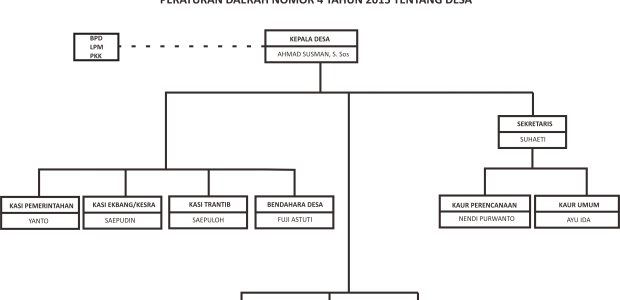 PERATURAN DAERAH NOMOR 4 TAHUN 2015 TENTANG DESA
BPD
LPM
PKK
KEPALA DESA
AHMAD SUSMAN, S. Sos
SEKRETARIS
SUHAETI
KASI PEMERINTAHAN
YANTO
KASI EKBANG/KESRA
SAEPUDIN
KASI TRANTIB
SAEPULOH
BENDAHARA DESA
FUJI ASTUTI
KAUR PERENCANAAN
NENDI PURWANTO
KAUR UMUM
AYU IDA